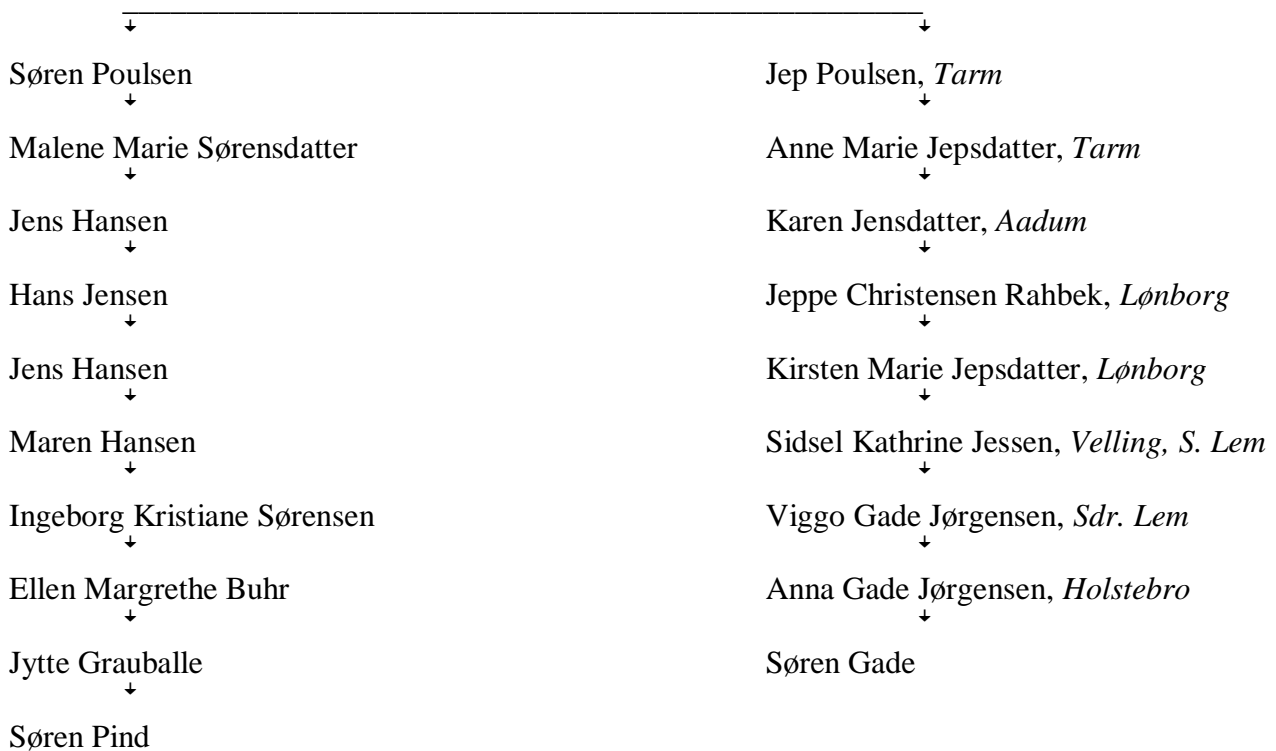 Søren Poulsen Jep Poulsen, Tarm
Malene Marie Sørensdatter Anne Marie Jepsdatter, Tarm
Jens Hansen Karen Jensdatter, Aadum
Hans Jensen Jeppe Christensen Rahbek, Lønborg
Jens Hansen Kirsten Marie Jepsdatter, Lønborg
Maren Hansen Sidsel Kathrine Jessen, Velling, S. Lem
Ingeborg Kristiane Sørensen Viggo Gade Jørgensen, Sdr. Lem
Ellen Margrethe Buhr Anna Gade Jørgensen, Holstebro
Jytte Grauballe Søren Gade
Søren Pind